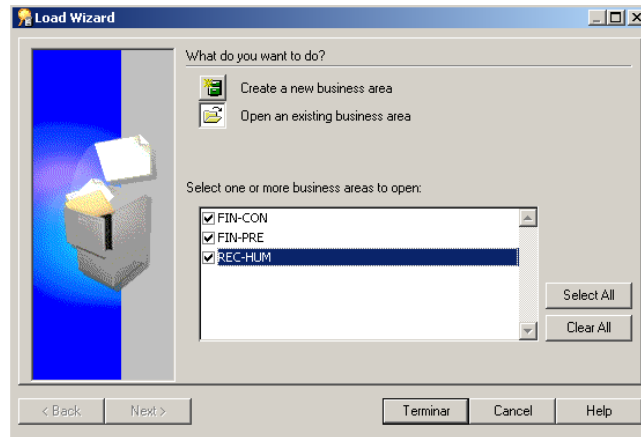 Load Wizard
What do you want to do?
Create a new business area
Open an existing business area
Select one or more business areas to open:
FIN-CON
FIN-PRE
REC-HUM
Select All
Clear All
< Back
Next >
Terminar
Cancel
Help